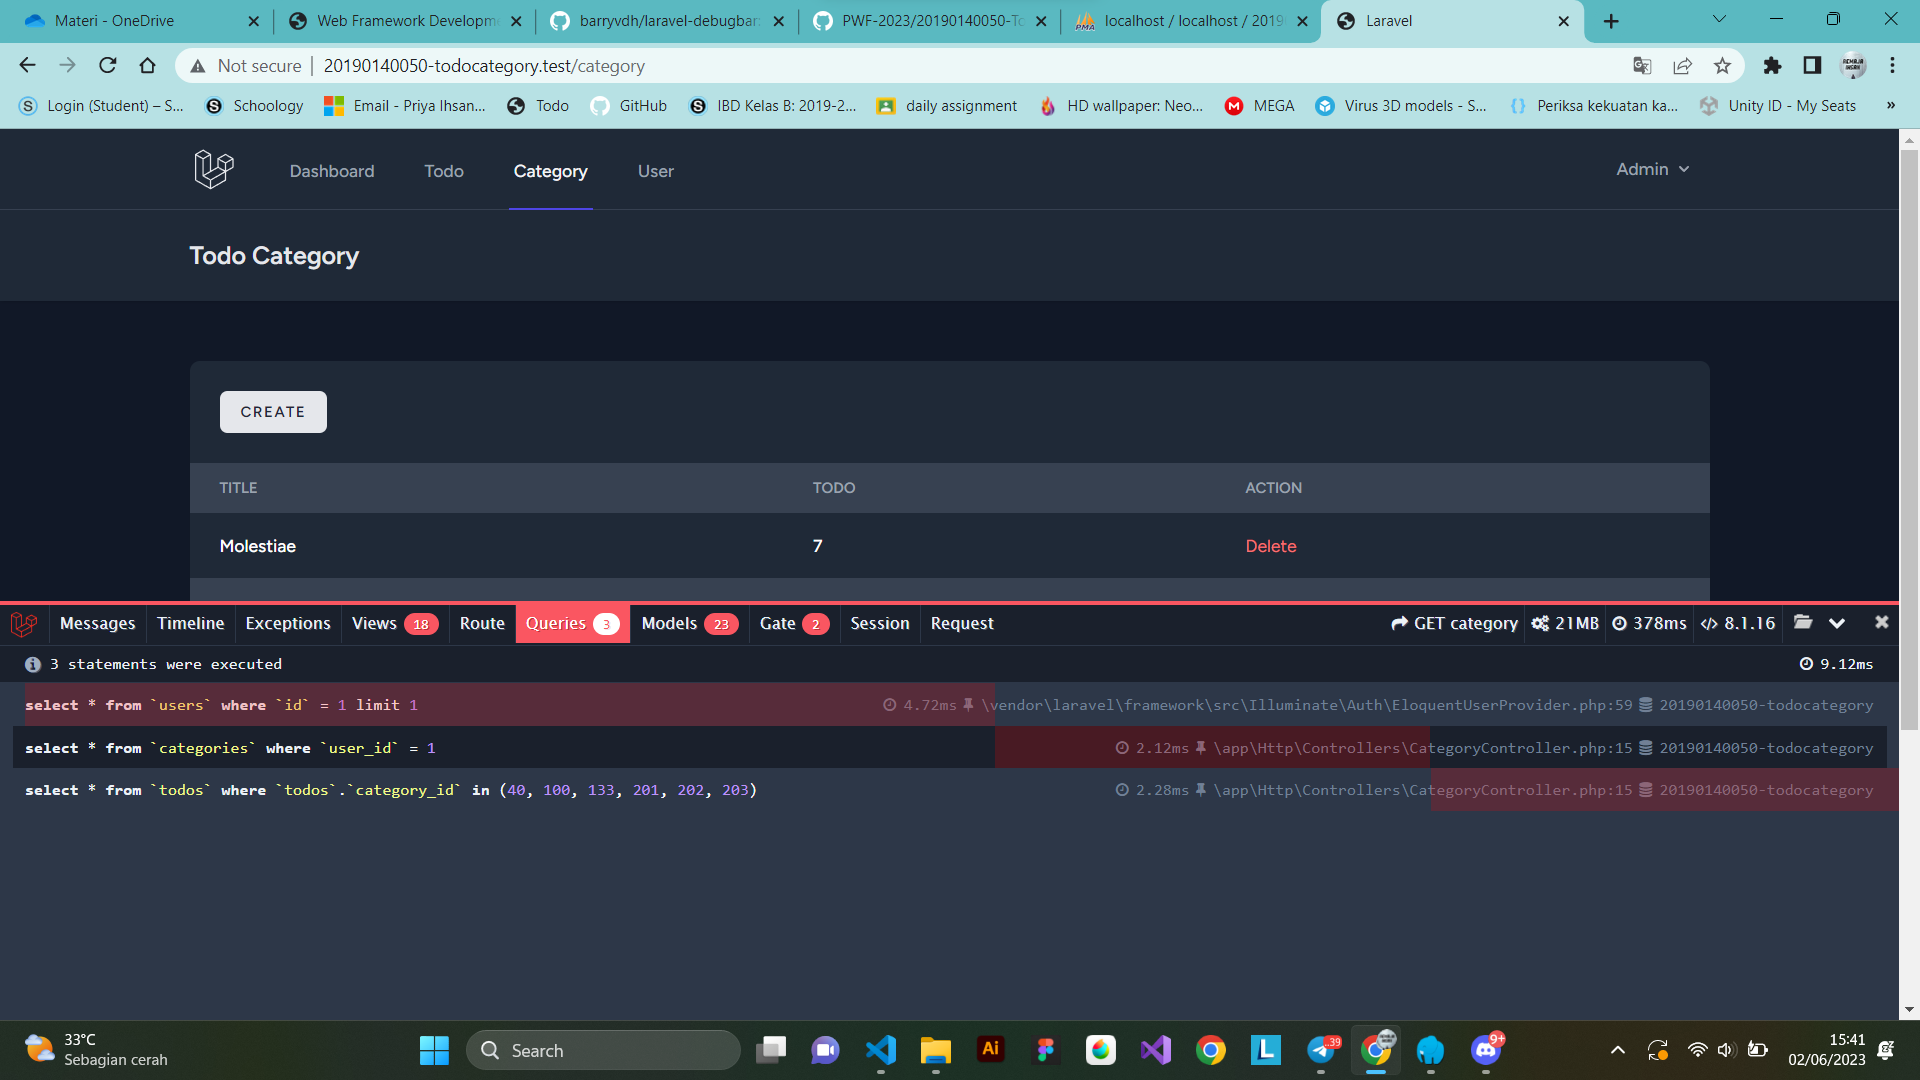 Materi - OneDrive
Web Framework Developm
barryvdh/laravel-debugbar:
PWF-2023/20190140050-To
localhost / localhost / 2019
Laravel
Not secure
20190140050-todocategory.test/category
Login (Student) – S...
Schoology
Email - Priya Ihsan...
Todo
GitHub
IBD Kelas B: 2019-2...
daily assignment
HD wallpaper: Neo...
MEGA
Virus 3D models - S...
Periksa kekuatan ka...
Unity ID - My Seats
»
Dashboard
Todo
Category
User
Admin
Todo Category
CREATE
TITLE
TODO
ACTION
Molestiae
7
Delete
Messages
Timeline
Exceptions
Views 18
Route
Queries 3
Models 23
Gate 2
Session
Request
GET category
21MB
378ms
8.1.16
3 statements were executed
9.12ms
select * from `users` where `id` = 1 limit 1
4.72ms
\vendor\laravel\framework\src\Illuminate\Auth\EloquentUserProvider.php:59
20190140050-todocategory
select * from `categories` where `user_id` = 1
2.12ms
\app\Http\Controllers\CategoryController.php:15
20190140050-todocategory
select * from `todos` where `todos`.`category_id` in (40, 100, 133, 201, 202, 203)
2.28ms
\app\Http\Controllers\CategoryController.php:15
20190140050-todocategory
33°C
Sebagian cerah
Search
Ai
L
39
9+
15:41
02/06/2023